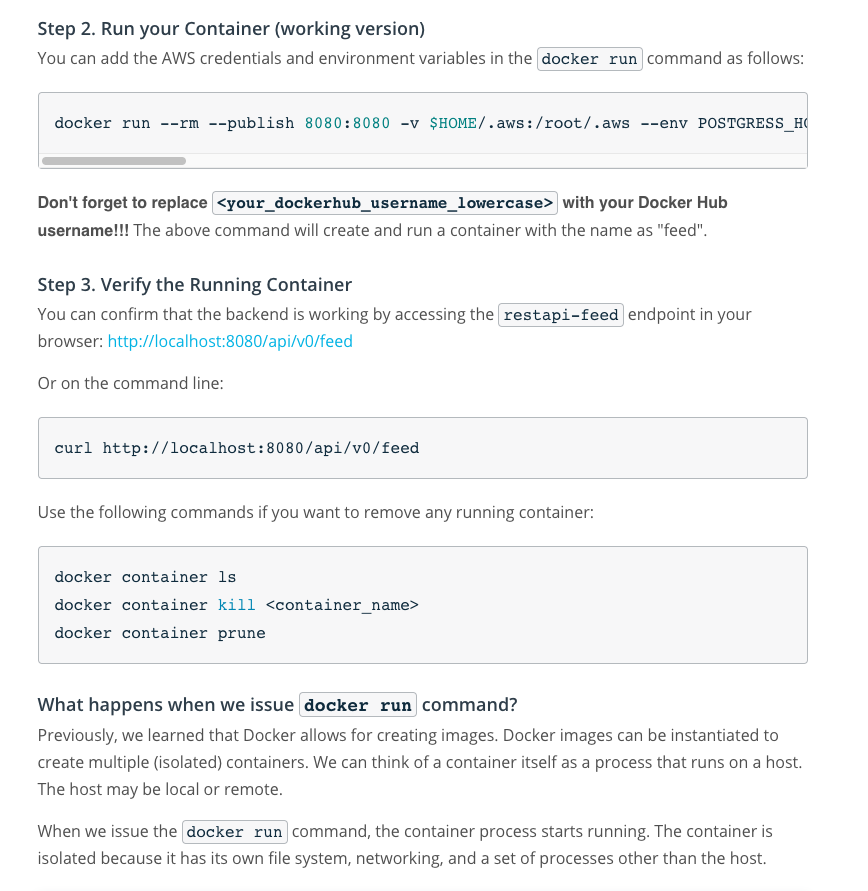 Step 2. Run your Container (working version)
You can add the AWS credentials and environment variables in the docker run command as follows:
docker run --rm --publish 8080:8080 -v $HOME/.aws:/root/.aws --env POSTGRESS_HO
Don't forget to replace <your_dockerhub_username_lowercase> with your Docker Hub
username!!! The above command will create and run a container with the name as "feed".
Step 3. Verify the Running Container
You can confirm that the backend is working by accessing the restapi-feed endpoint in your
browser: http://localhost:8080/api/v0/feed
Or on the command line:
curl http://localhost:8080/api/v0/feed
Use the following commands if you want to remove any running container:
docker container ls
docker container kill <container_name>
docker container prune
What happens when we issue docker run command?
Previously, we learned that Docker allows for creating images. Docker images can be instantiated to
create multiple (isolated) containers. We can think of a container itself as a process that runs on a host.
The host may be local or remote.
When we issue the docker run command, the container process starts running. The container is
isolated because it has its own file system, networking, and a set of processes other than the host.